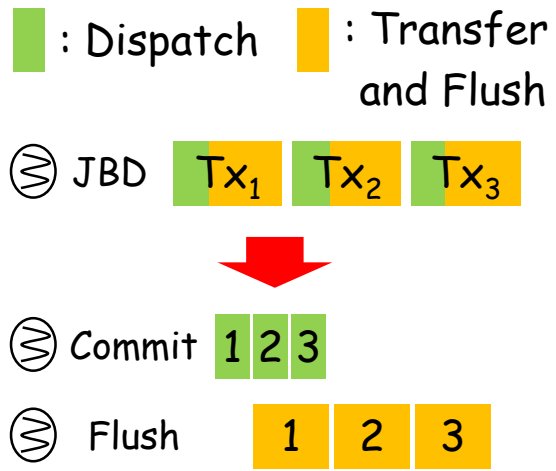 : Dispatch : Transfer
and Flush
JBD Tx1 Tx2 Tx3
Commit 1 2 3
Flush 1 2 3